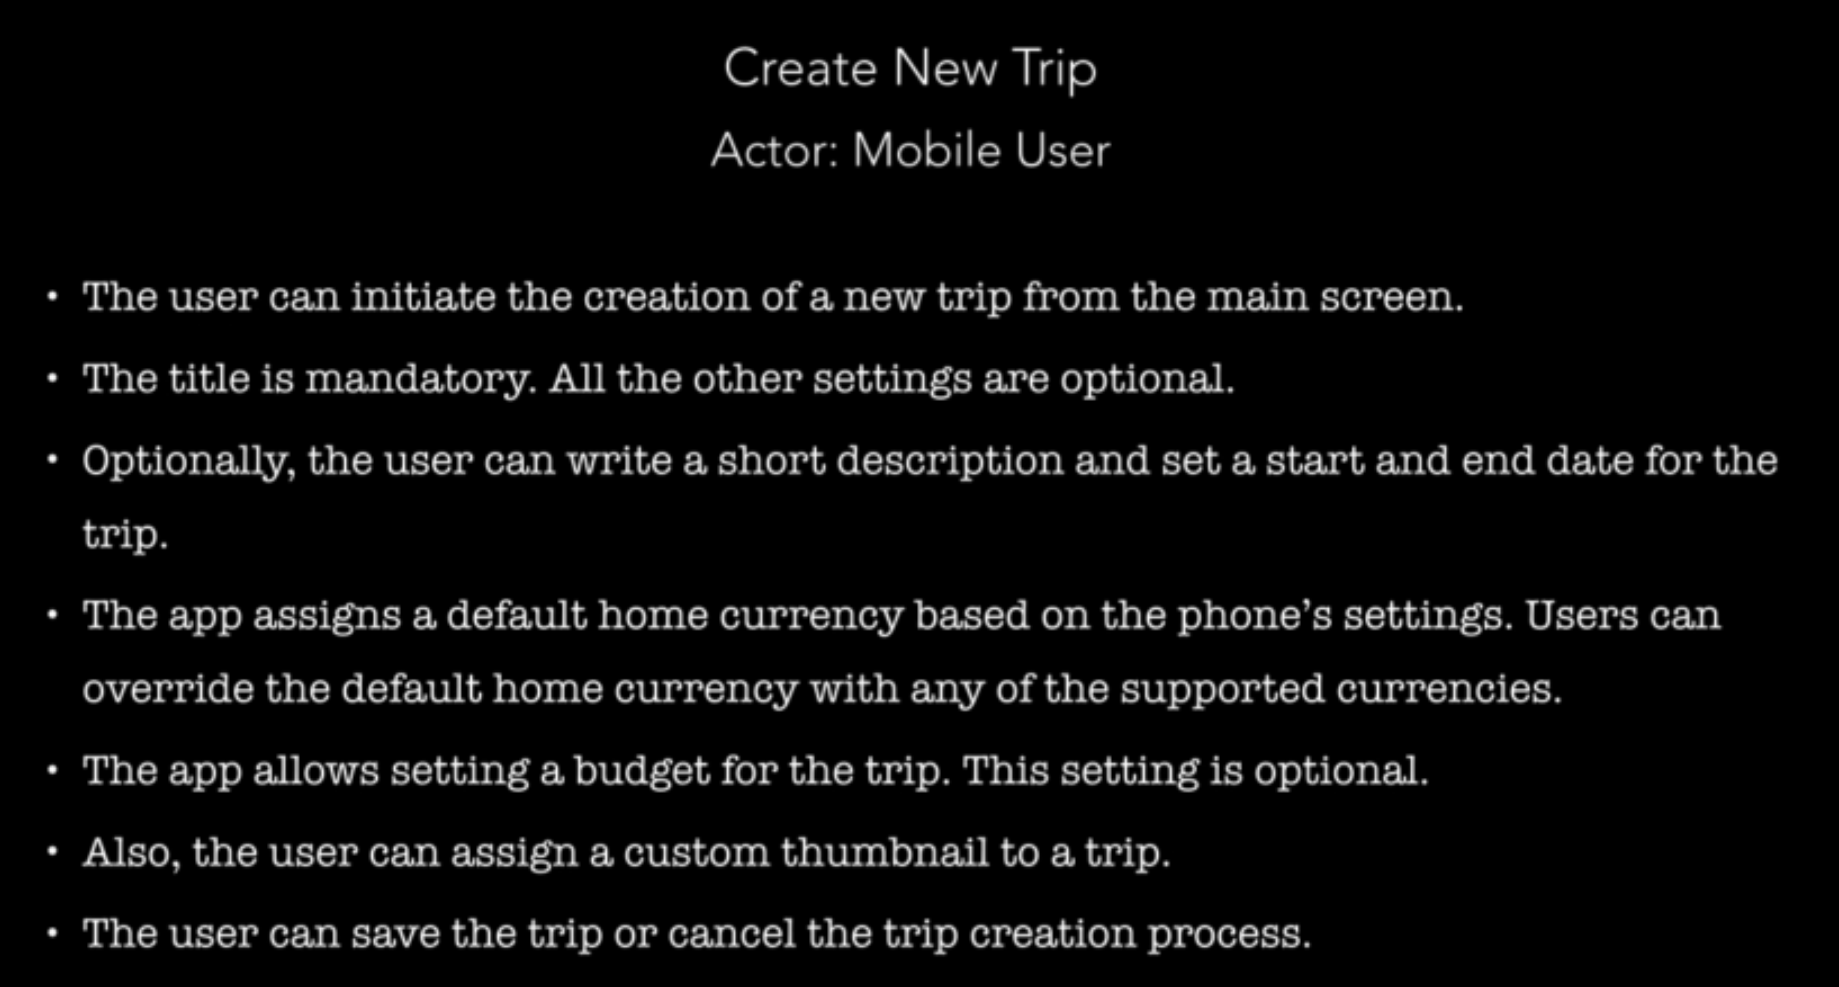 Create New Trip
Actor: Mobile User
• The user can initiate the creation of a new trip from the main screen.
• The title is mandatory. All the other settings are optional.
• Optionally, the user can write a short description and set a start and end date for the
trip.
• The app assigns a default home currency based on the phone’s settings. Users can
override the default home currency with any of the supported currencies.
• The app allows setting a budget for the trip. This setting is optional.
• Also, the user can assign a custom thumbnail to a trip.
• The user can save the trip or cancel the trip creation process.